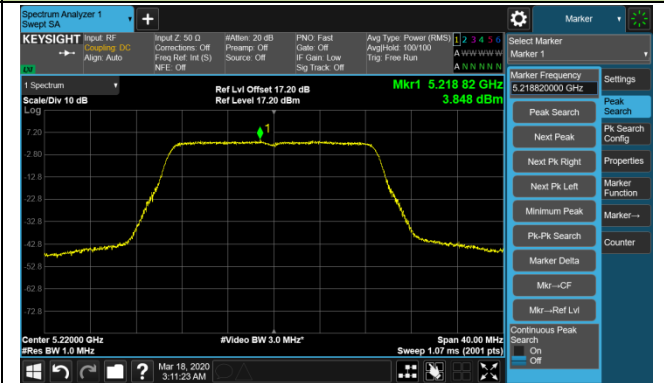 Spectrum Analyzer 1
Swept SA
+
Marker
KEYSIGHT
Input: RF
Coupling: DC
Align: Auto
Input Z: 50 Ω
Corrections: Off
Freq Ref: Int (S)
NFE: Off
#Atten: 20 dB
Preamp: Off
Source: Off
PNO: Fast
Gate: Off
IF Gain: Low
Sig Track: Off
Avg Type: Power (RMS)
Avg|Hold: 100/100
Trig: Free Run
1 2 3 4 5 6
A W W W W W
A N N N N N
Select Marker
Marker 1
1 Spectrum
Scale/Div 10 dB
Log
Ref Lvl Offset 17.20 dB
Ref Level 17.20 dBm
Mkr1 5.218 82 GHz
3.848 dBm
7.20
-2.80
-12.8
-22.8
-32.8
-42.8
-52.8
-62.8
-72.8
1
Center 5.22000 GHz
#Res BW 1.0 MHz
#Video BW 3.0 MHz*
Span 40.00 MHz
Sweep 1.07 ms (2001 pts)
Marker Frequency
5.218820000 GHz
Peak Search
Next Peak
Next Pk Right
Next Pk Left
Minimum Peak
Pk-Pk Search
Marker Delta
Mkr→CF
Mkr→Ref Lvl
Continuous Peak
Search
On
Off
Settings
Peak
Search
Pk Search
Config
Properties
Marker
Function
Marker→
Counter
?
Mar 18, 2020
3:11:23 AM